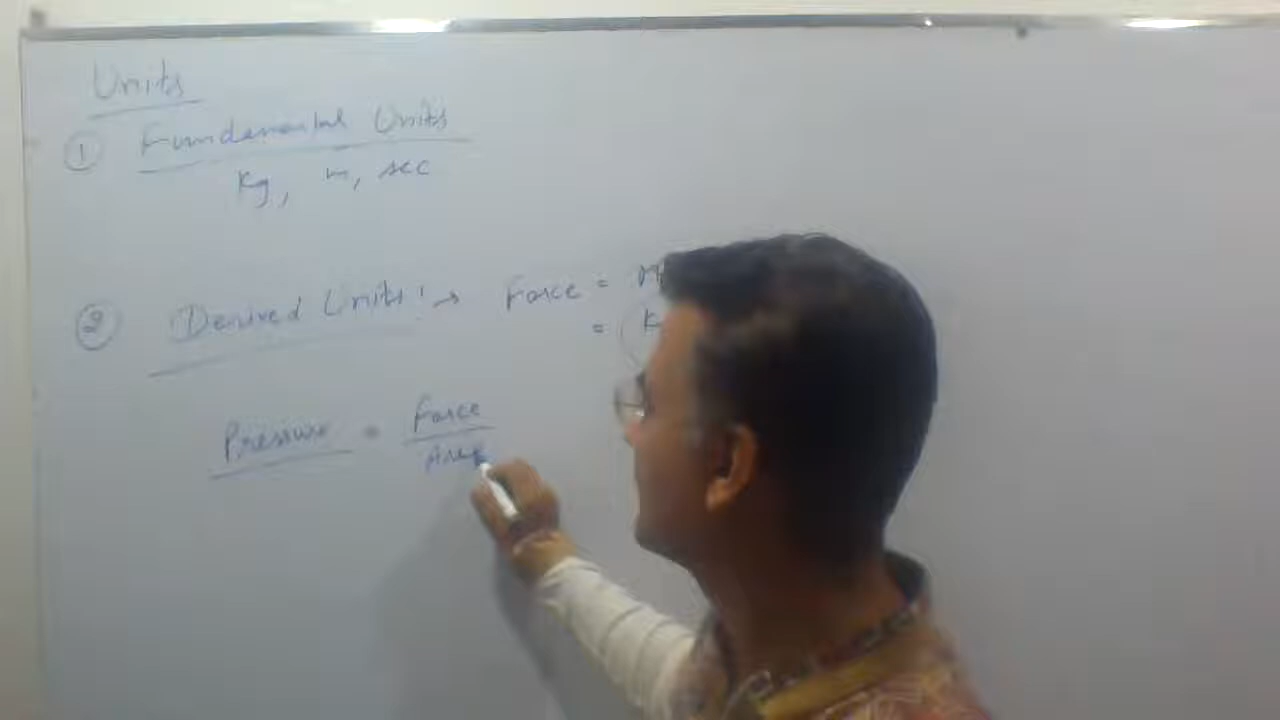 Units
① Fundamental Units
Kg, m, sec
② Derived Units: → Force = M
= K
Pressure = Force
Area